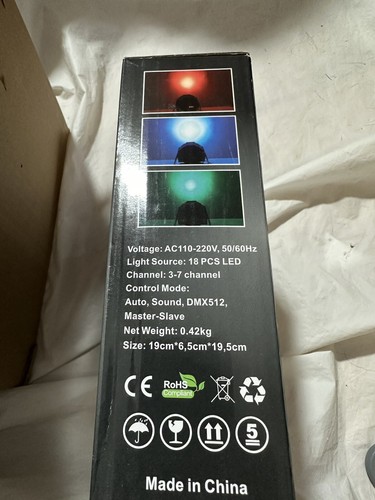 Voltage: AC110-220V, 50/60Hz
Light Source: 18 PCS LED
Channel: 3-7 channel
Control Mode:
Auto, Sound, DMX512,
Master-Slave
Net Weight: 0.42kg
Size: 19cm*6,5cm*19,5cm
CE RoHS
Compliant
5
Made in China